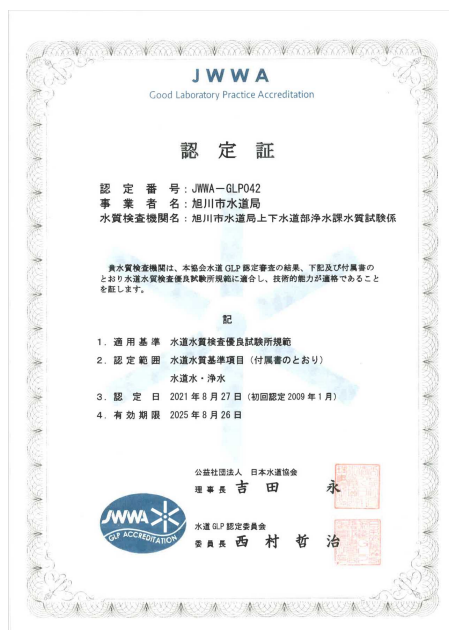 JWWA
Good Laboratory Practice Accreditation
認定証
認定番号：JWWA－GLP042
事業者名：旭川市水道局
水質検査機関名：旭川市水道局上下水道部浄水課水質試験係
貴水質検査機関は、本協会水道GLP認定審査の結果、下記及び付属書の
とおり水道水質検査優良試験所規範に適合し、技術的能力が適格であること
を証します。
記
1．適用基準 水道水質検査優良試験所規範
2．認定範囲 水道水質基準項目（付属書のとおり）
水道水・浄水
3．認定日 2021年8月27日（初回認定2009年1月）
4．有効期限 2025年8月26日
公益社団法人 日本水道協会
理事長 吉田 永
水道GLP認定委員会
委員長 西村哲治
JWWA
GLP ACCREDITATION